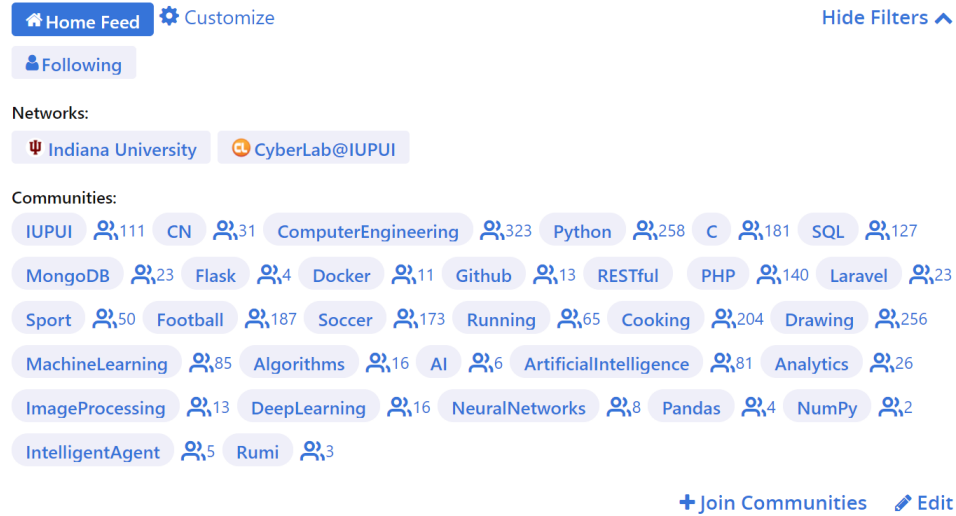 Home Feed Customize Hide Filters
Following
Networks:
Indiana University CL CyberLab@IUPUI
Communities:
IUPUI 111 CN 31 ComputerEngineering 323 Python 258 C 181 SQL 127
MongoDB 23 Flask 4 Docker 11 Github 13 RESTful PHP 140 Laravel 23
Sport 50 Football 187 Soccer 173 Running 65 Cooking 204 Drawing 256
MachineLearning 85 Algorithms 16 AI 6 ArtificialIntelligence 81 Analytics 26
ImageProcessing 13 DeepLearning 16 NeuralNetworks 8 Pandas 4 NumPy 2
IntelligentAgent 5 Rumi 3
Join Communities Edit